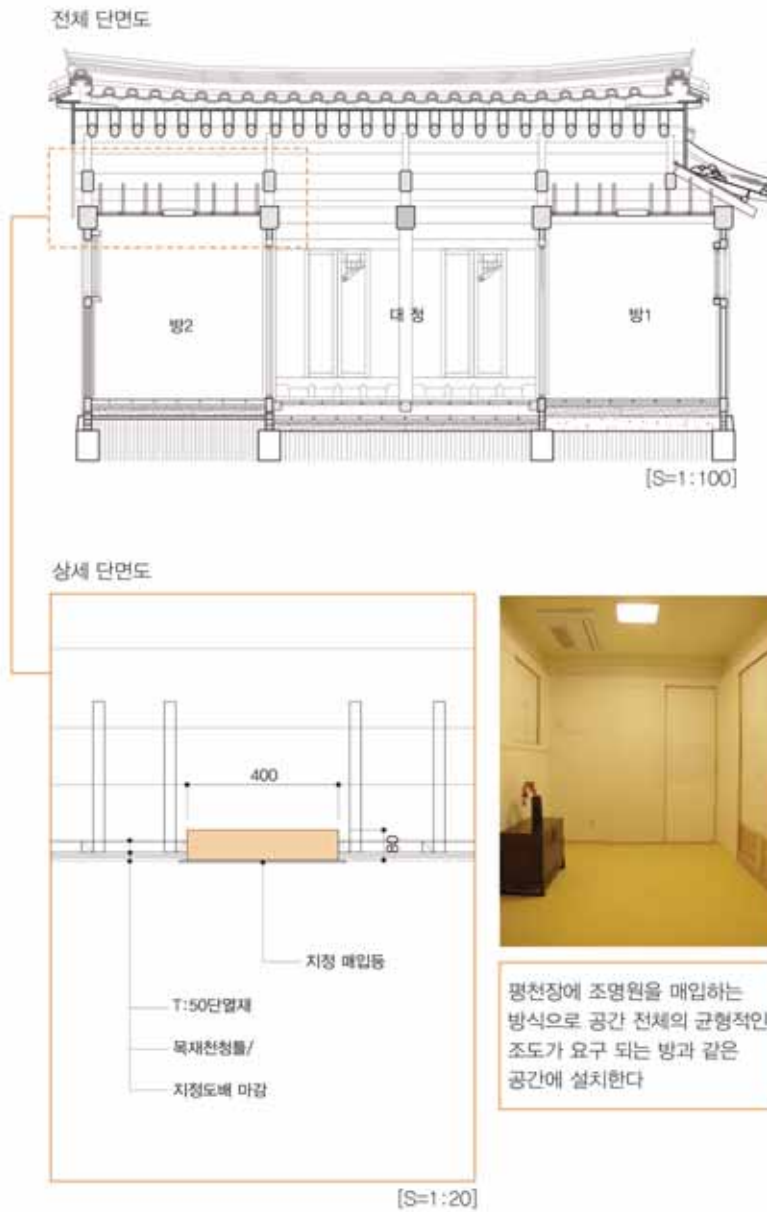 전체 단면도
방2
대 청
방1
[S=1:100]
상세 단면도
400
80
지정 매입등
T:50단열재
목재천청틀/
지정도배 마감
[S=1:20]
평천장에 조명원을 매입하는
방식으로 공간 전체의 균형적인
조도가 요구 되는 방과 같은
공간에 설치한다